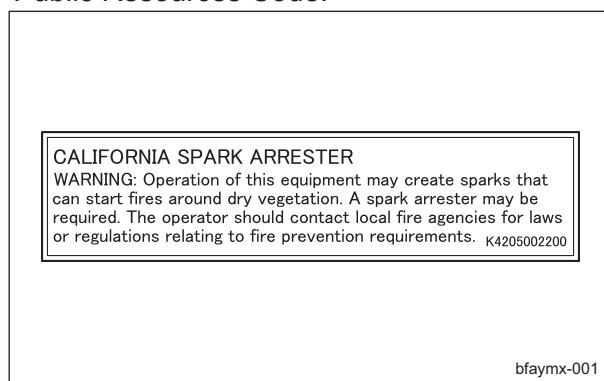 Public Resources Code.
CALIFORNIA SPARK ARRESTER
WARNING: Operation of this equipment may create sparks that
can start fires around dry vegetation. A spark arrester may be
required. The operator should contact local fire agencies for laws
or regulations relating to fire prevention requirements. K4205002200
bfaymx-001